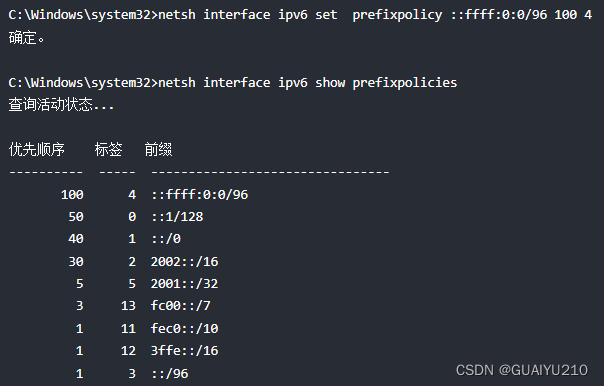 C:\Windows\system32>netsh interface ipv6 set  prefixpolicy ::ffff:0:0/96 100 4
确定。
C:\Windows\system32>netsh interface ipv6 show prefixpolicies
查询活动状态...
优先顺序    标签   前缀
----------  -----  --------------------------------
       100      4  ::ffff:0:0/96
        50      0  ::1/128
        40      1  ::/0
        30      2  2002::/16
         5      5  2001::/32
         3     13  fc00::/7
         1     11  fec0::/10
         1     12  3ffe::/16
         1      3  ::/96
CSDN @GUAIYU210